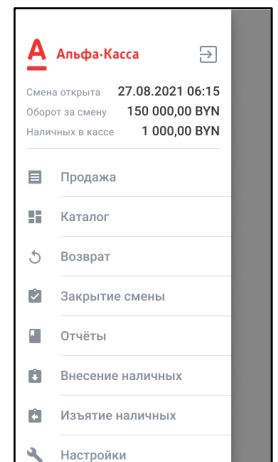 А Альфа·Касса
Смена открыта 27.08.2021 06:15
Оборот за смену 150 000,00 BYN
Наличных в кассе 1 000,00 BYN
Продажа
Каталог
Возврат
Закрытие смены
Отчёты
Внесение наличных
Изъятие наличных
Настройки